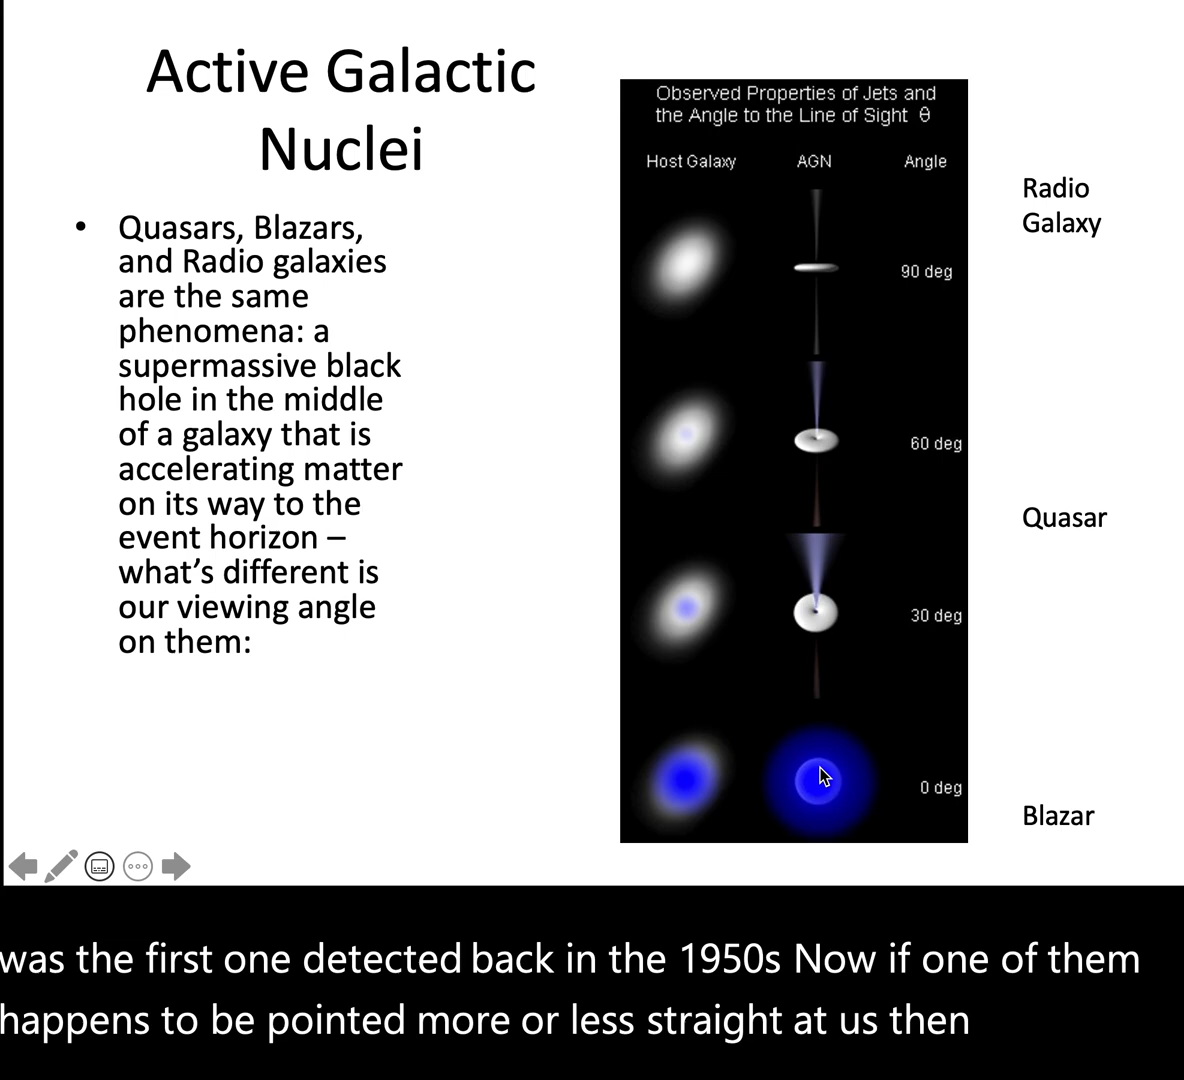 Active Galactic
Nuclei
• Quasars, Blazars,
and Radio galaxies
are the same
phenomena: a
supermassive black
hole in the middle
of a galaxy that is
accelerating matter
on its way to the
event horizon –
what’s different is
our viewing angle
on them:
Observed Properties of Jets and
the Angle to the Line of Sight θ
Host Galaxy AGN Angle
90 deg
60 deg
30 deg
0 deg
Radio
Galaxy
Quasar
Blazar
was the first one detected back in the 1950s Now if one of them
happens to be pointed more or less straight at us then